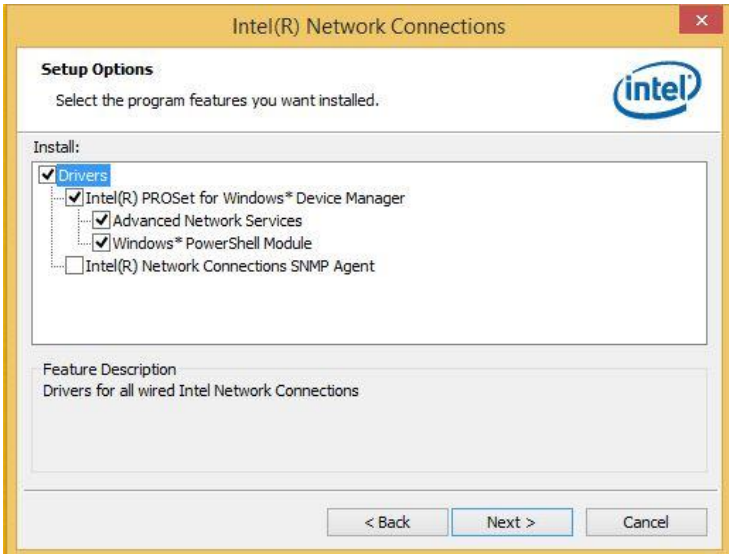 Intel(R) Network Connections
Setup Options
Select the program features you want installed.
intel
Install:
Drivers
Intel(R) PROSet for Windows* Device Manager
Advanced Network Services
Windows* PowerShell Module
Intel(R) Network Connections SNMP Agent
Feature Description
Drivers for all wired Intel Network Connections
< Back Next > Cancel